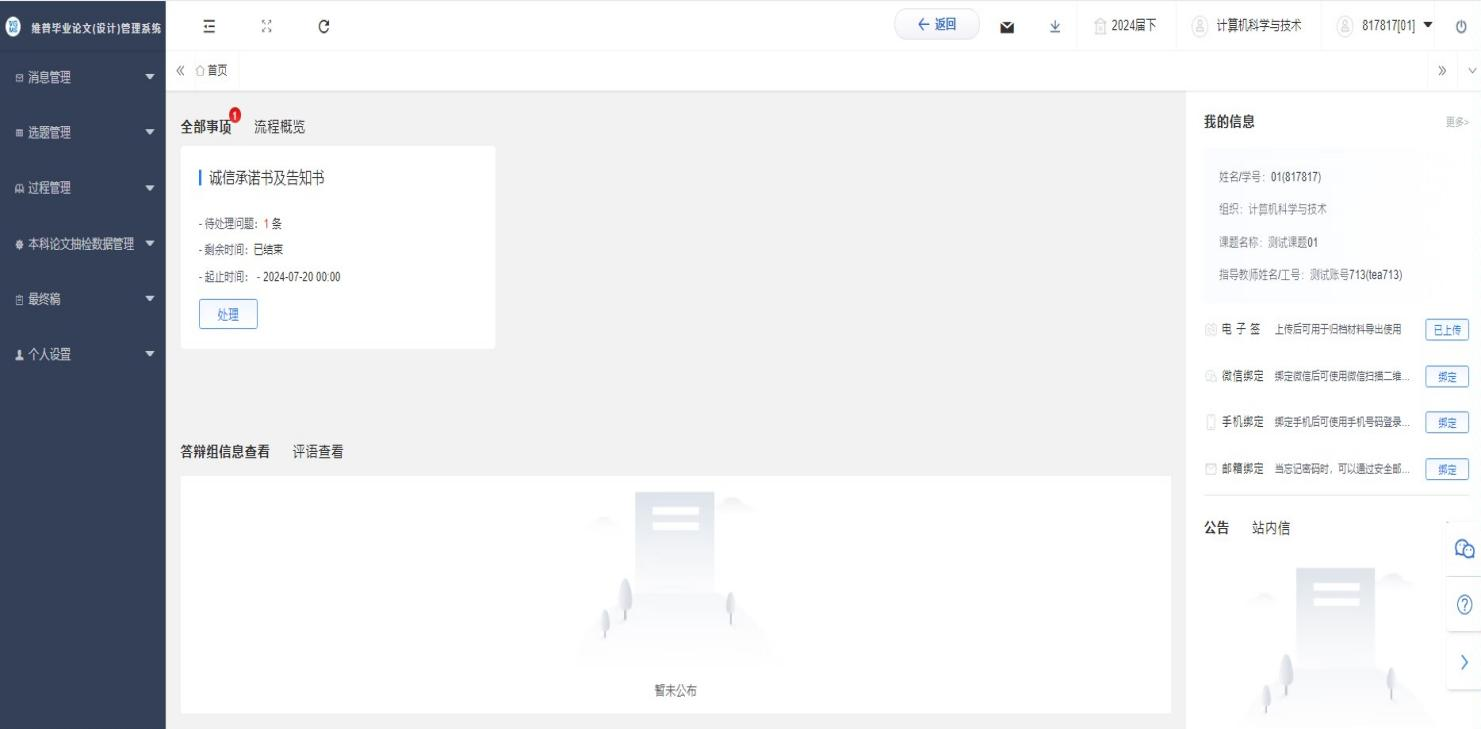 维普毕业论文(设计)管理系统
返回
2024届下
计算机科学与技术
817817[01]
消息管理
选题管理
过程管理
本科论文抽检数据管理
最终稿
个人设置
首页
全部事项 1 流程概览
诚信承诺书及告知书
- 待处理问题: 1 条
- 剩余时间: 已结束
- 起止时间: - 2024-07-20 00:00
处理
答辩组信息查看 评语查看
暂未公布
我的信息 更多>
姓名/学号: 01(817817)
组织: 计算机科学与技术
课题名称: 测试课题01
指导教师姓名/工号: 测试账号713(tea713)
电 子 签 上传后可用于归档材料导出使用 已上传
微信绑定 绑定微信后可使用微信扫描二维... 绑定
手机绑定 绑定手机后可使用手机号码登录... 绑定
邮箱绑定 当忘记密码时，可以通过安全邮... 绑定
公告 站内信